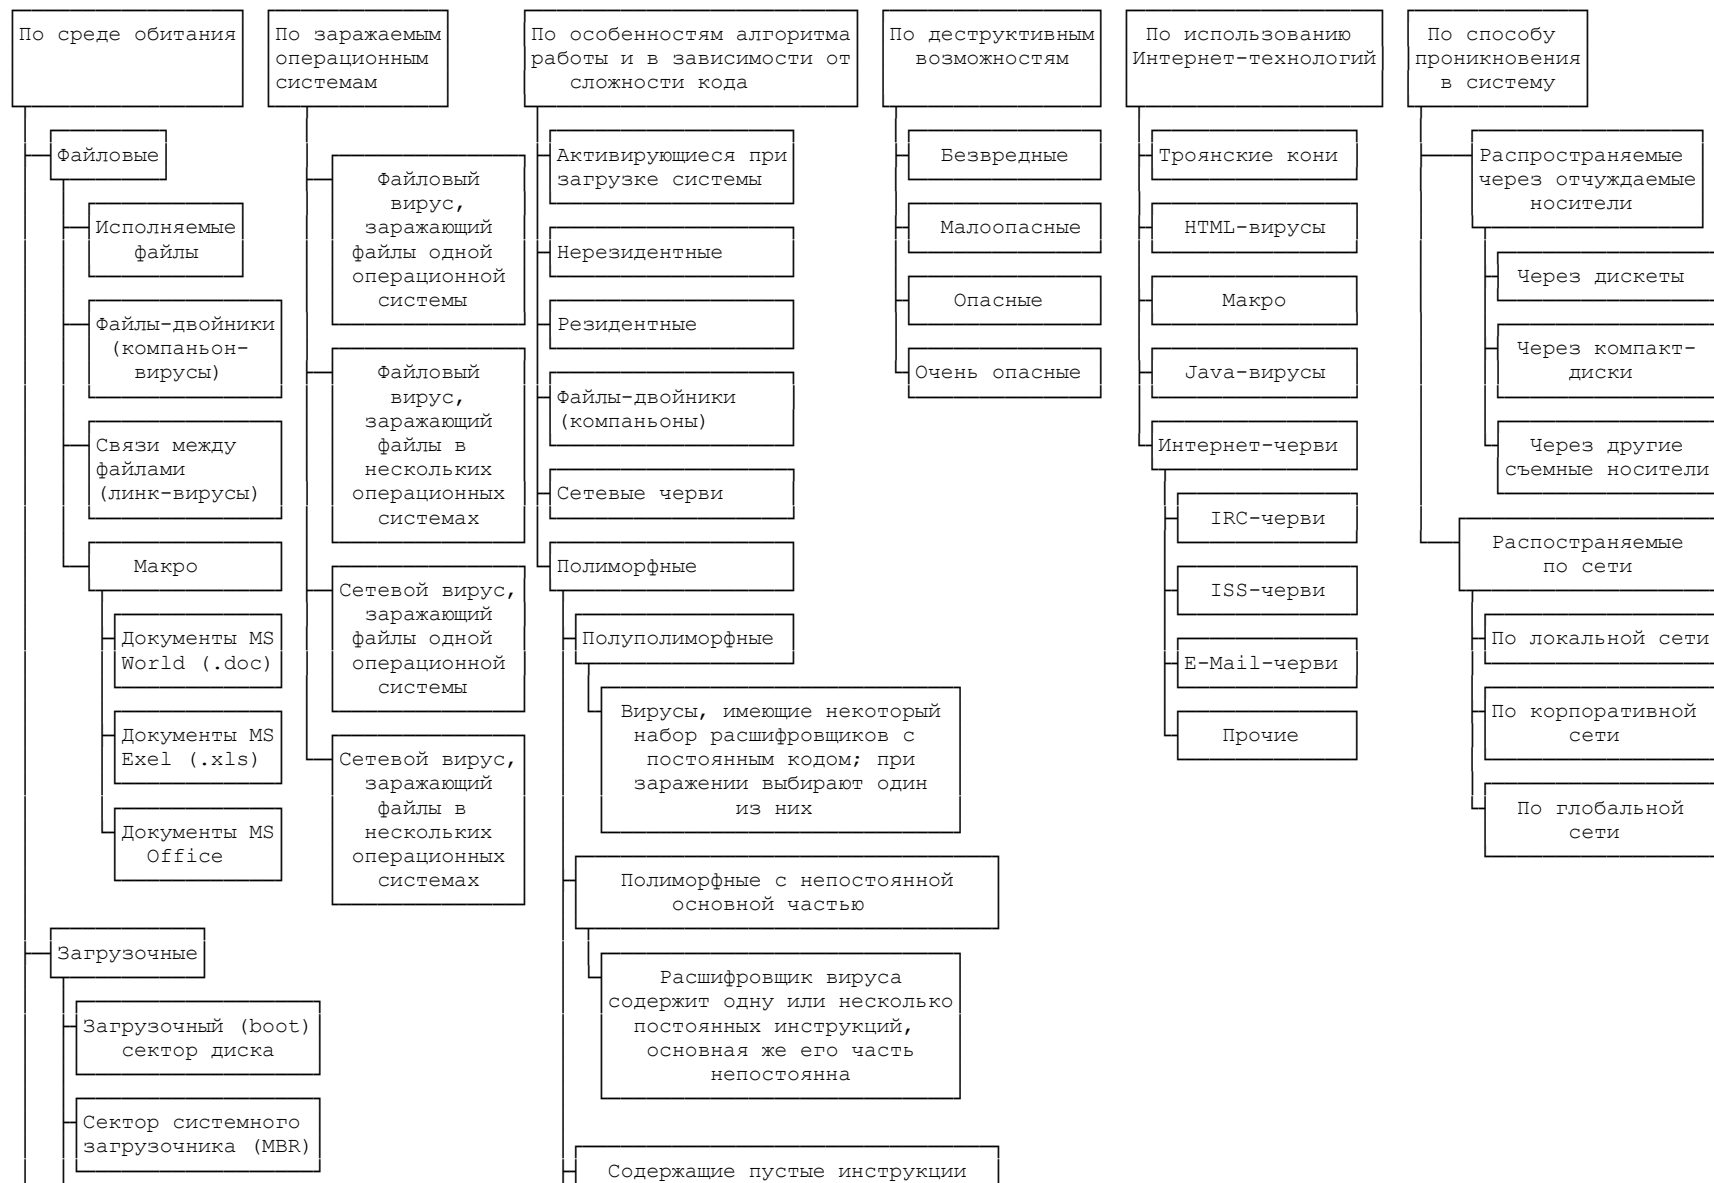 По среде обитания
По заражаемым
операционным
системам
По особенностям алгоритма
работы и в зависимости от
сложности кода
По деструктивным
возможностям
По использованию
Интернет-технологий
По способу
проникновения
в систему
Файловые
Исполняемые
файлы
Файлы-двойники
(компаньон-
вирусы)
Связи между
файлами
(линк-вирусы)
Макро
Документы MS
World (.doc)
Документы MS
Exel (.xls)
Документы MS
Office
Загрузочные
Загрузочный (boot)
сектор диска
Сектор системного
загрузчика (MBR)
Файловый
вирус,
заражающий
файлы одной
операционной
системы
Файловый
вирус,
заражающий
файлы в
нескольких
операционных
системах
Сетевой вирус,
заражающий
файлы одной
операционной
системы
Сетевой вирус,
заражающий
файлы в
нескольких
операционных
системах
Активирующиеся при
загрузке системы
Нерезидентные
Резидентные
Файлы-двойники
(компаньоны)
Сетевые черви
Полиморфные
Полуполиморфные
Вирусы, имеющие некоторый
набор расшифровщиков с
постоянным кодом; при
заражении выбирают один
из них
Полиморфные с непостоянной
основной частью
Расшифровщик вируса
содержит одну или несколько
постоянных инструкций,
основная же его часть
непостоянна
Содержащие пустые инструкции
Безвредные
Малоопасные
Опасные
Очень опасные
Троянские кони
HTML-вирусы
Макро
Java-вирусы
Интернет-черви
IRC-черви
ISS-черви
E-Mail-черви
Прочие
Распространяемые
через отчуждаемые
носители
Через дискеты
Через компакт-
диски
Через другие
съемные носители
Распостраняемые
по сети
По локальной сети
По корпоративной
сети
По глобальной
сети